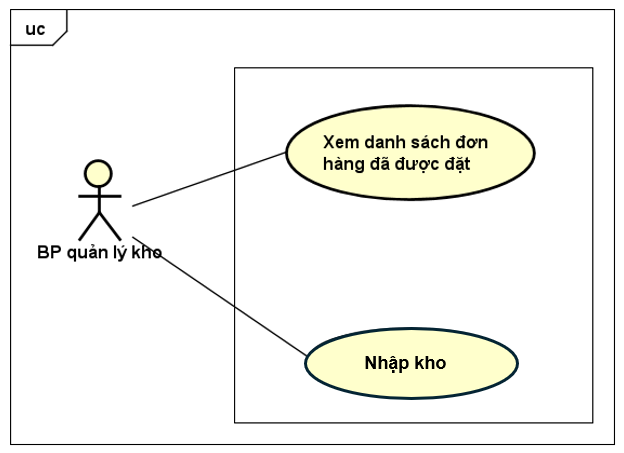 uc
Xem danh sách đơn
hàng đã được đặt
BP quản lý kho
Nhập kho